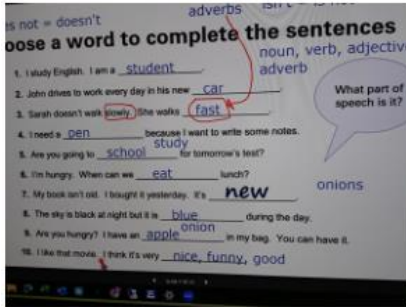 es not = doesn't
adverbs
isn't = is no
oose a word to complete the sentences
noun, verb, adjectiv
adverb
1. I study English. I am a student.
2. John drives to work every day in his new car.
What part of speech is it?
3. Sarah doesn't walk slowly. She walks fast.
4. I need a pen because I want to write some notes.
study
5. Are you going to school for tomorrow's test?
6. I'm hungry. When can we eat lunch?
7. My book isn't old. I bought it yesterday. It's new
onions
8. The sky is black at night but it is blue during the day.
onion
9. Are you hungry? I have an apple in my bag. You can have it.
10. I like that movie. I think it's very nice, funny, good